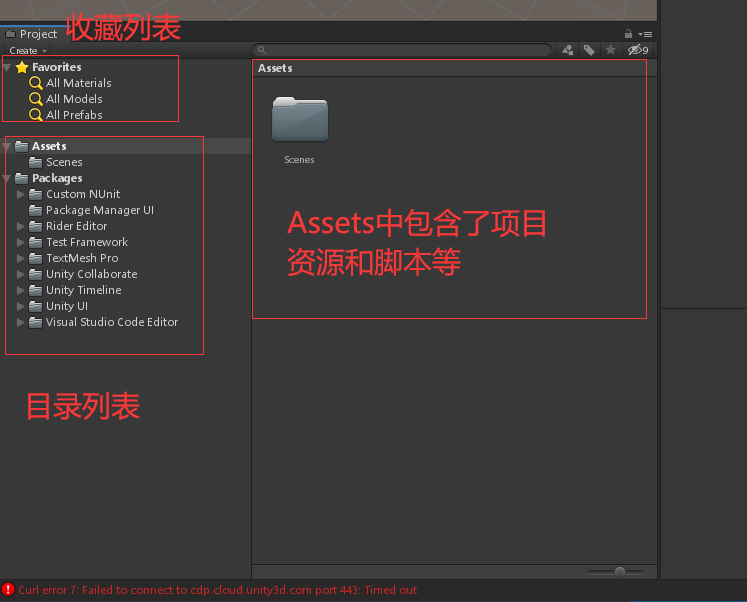 Project
收藏列表
Create
9
Favorites
All Materials
All Models
All Prefabs
Assets
Scenes
Packages
Custom NUnit
Package Manager UI
Rider Editor
Test Framework
TextMesh Pro
Unity Collaborate
Unity Timeline
Unity UI
Visual Studio Code Editor
目录列表
Assets
Scenes
Assets中包含了项目
资源和脚本等
Curl error 7: Failed to connect to cdp.cloud.unity3d.com port 443: Timed out